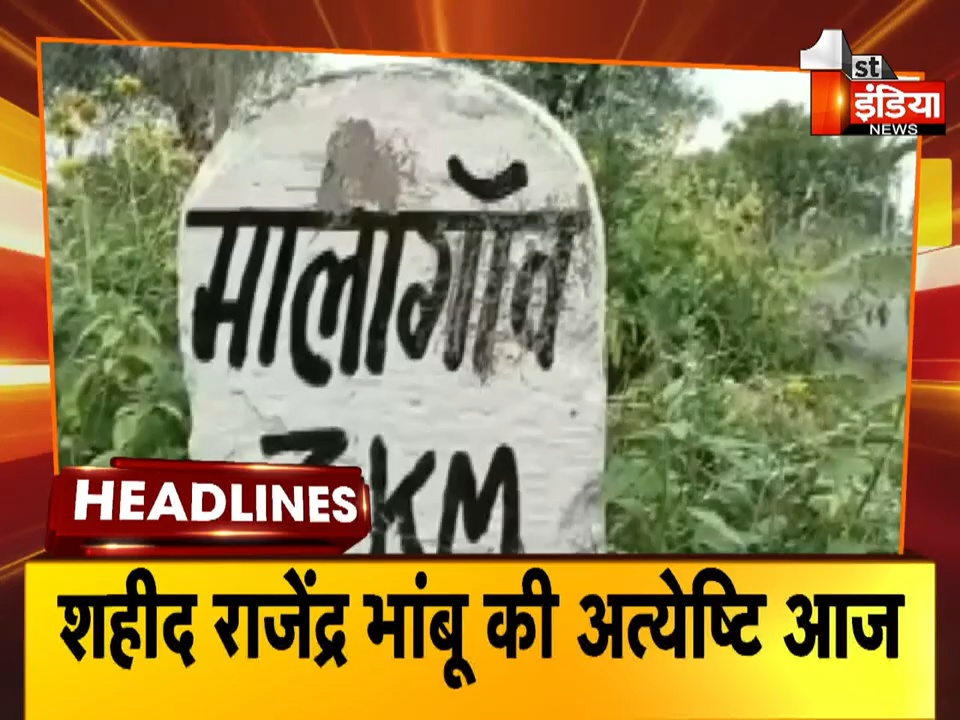 1st
इंडिया
NEWS
मालागाँव
KM
HEADLINES
शहीद राजेंद्र भांबू की अत्येष्टि आज